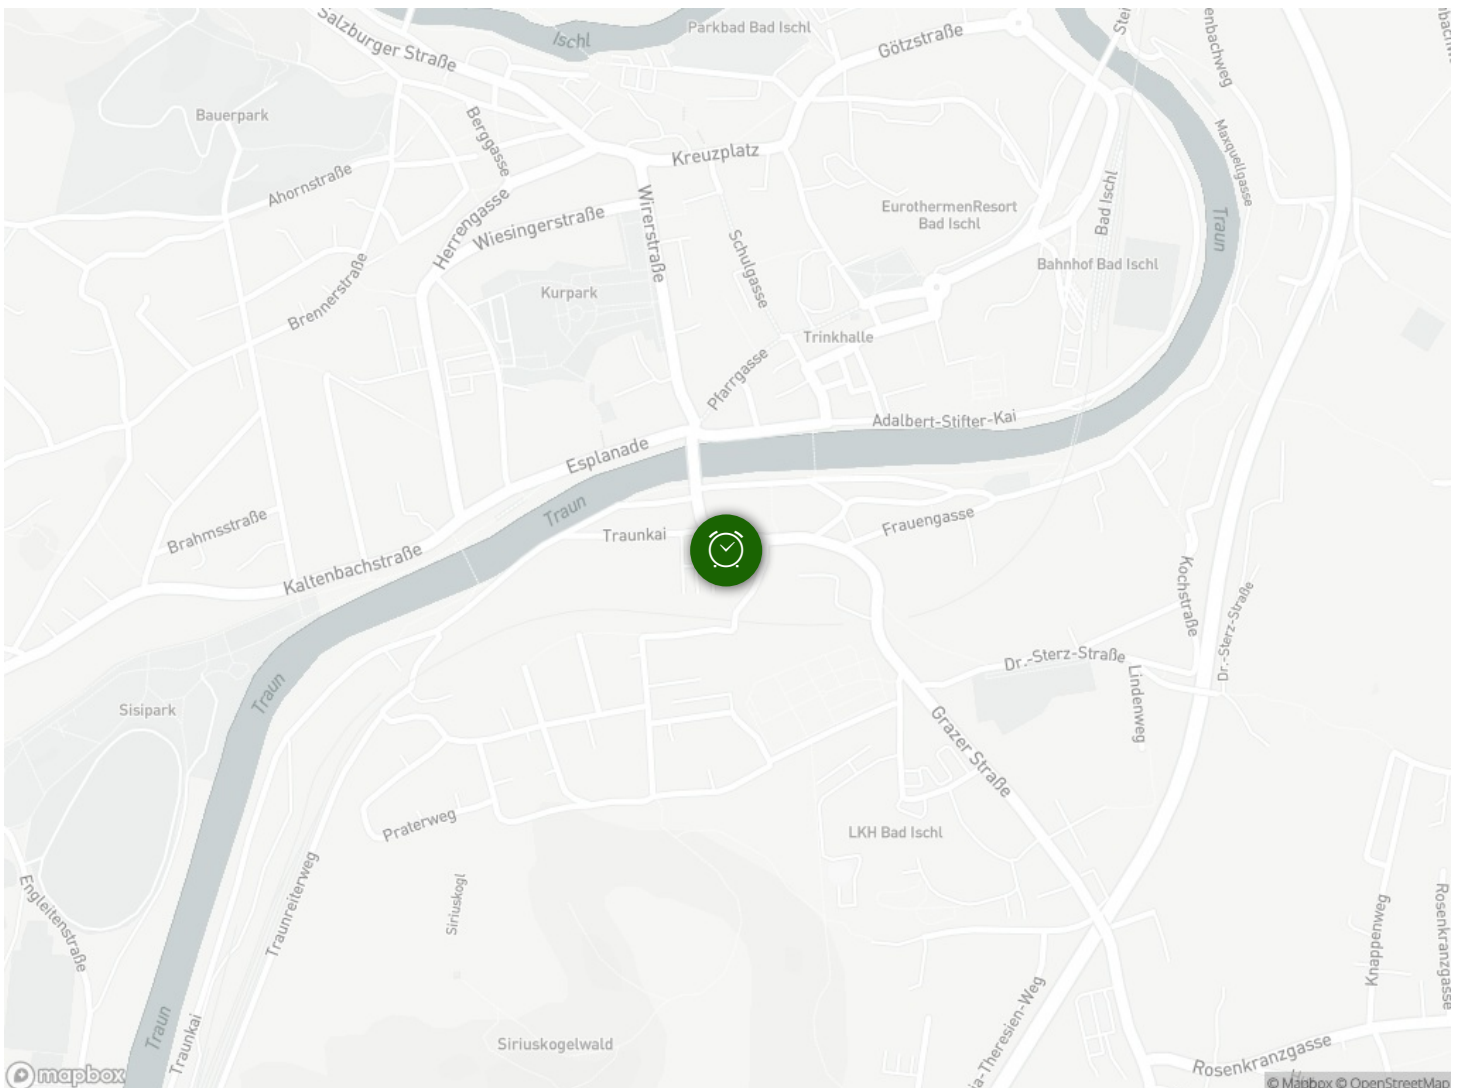 Salzburger Straße
Ischl
Parkbad Bad Ischl
Götzstraße
Bauerpark
Berggasse
Maxquellgasse
Kreuzplatz
Ahornstraße
Herrengasse
Wiesingerstraße
Wirerstraße
Schulgasse
EurothermenResort
Bad Ischl
Bad Ischl
Traun
Bahnhof Bad Ischl
Brennerstraße
Kurpark
Trinkhalle
Pfarrgasse
Adalbert-Stifter-Kai
Esplanade
Traun
Brahmsstraße
Traunkai
Frauengasse
Kaltenbachstraße
Kochstraße
Dr.-Sterz-Straße
Dr.-Sterz-Straße
Lindenweg
Traun
Sisipark
Grazer Straße
Praterweg
LKH Bad Ischl
Engleitenstraße
Traunreiterweg
Siriuskogl
Knappenweg
Rosenkranzgasse
Traun
Traunkai
Siriuskogelwald
ia-Theresien-Weg
Rosenkranzgasse
mapbox
© Mapbox © OpenStreetMap